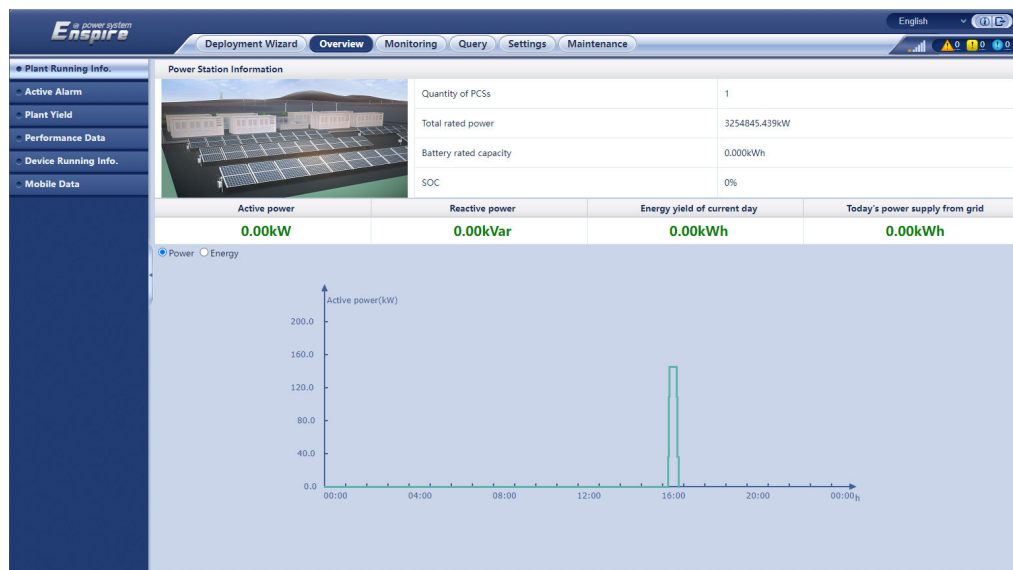 Enspire @ power system
English
Deployment Wizard Overview Monitoring Query Settings Maintenance
0 0 0
Plant Running Info.
Active Alarm
Plant Yield
Performance Data
Device Running Info.
Mobile Data
Power Station Information
Quantity of PCSs 1
Total rated power 3254845.439kW
Battery rated capacity 0.000kWh
SOC 0%
Active power Reactive power Energy yield of current day Today's power supply from grid
0.00kW 0.00kVar 0.00kWh 0.00kWh
Power Energy
Active power(kW)
200.0
160.0
120.0
80.0
40.0
0.0
00:00 04:00 08:00 12:00 16:00 20:00 00:00 h